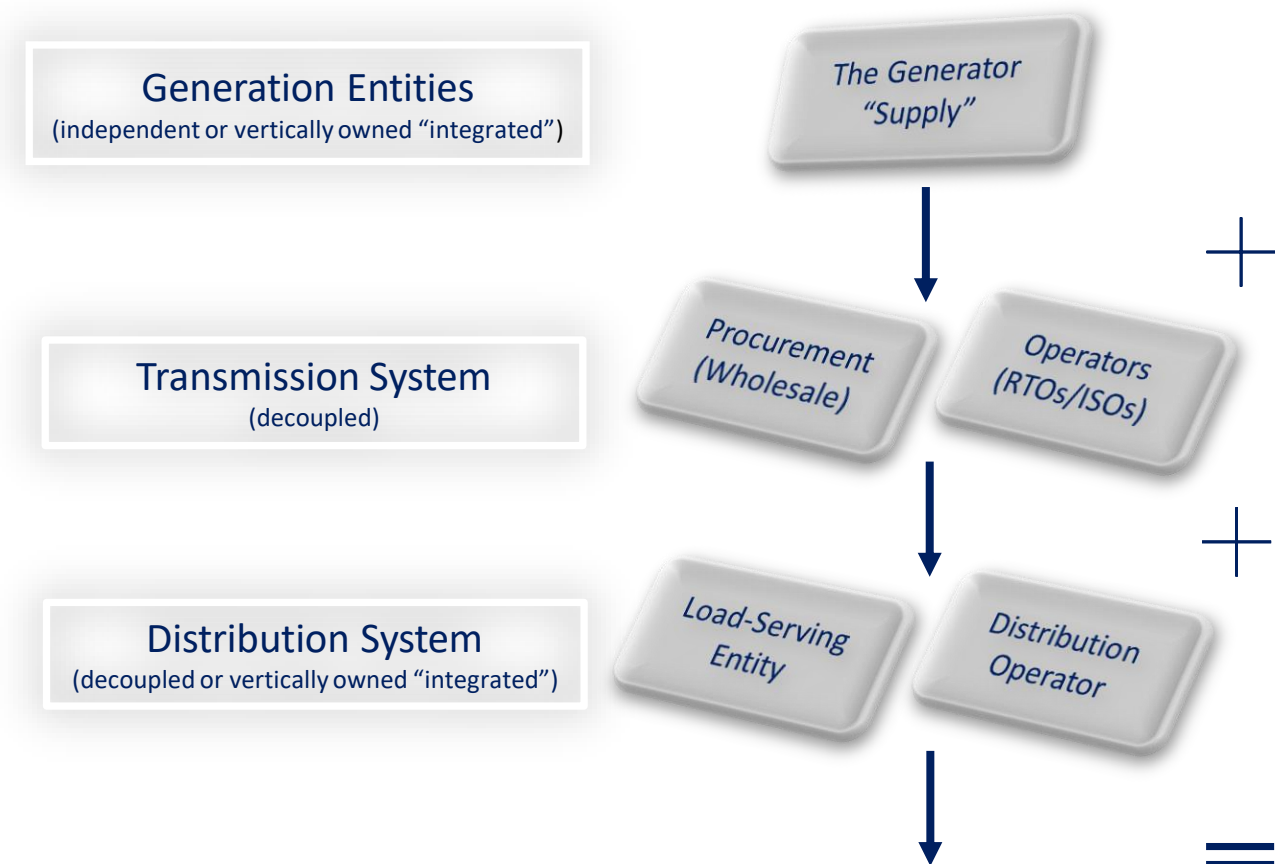 Generation Entities
(independent or vertically owned “integrated”)
The Generator
“Supply”
+
Transmission System
(decoupled)
Procurement
(Wholesale)
Operators
(RTOs/ISOs)
+
Distribution System
(decoupled or vertically owned “integrated”)
Load-Serving
Entity
Distribution
Operator
=